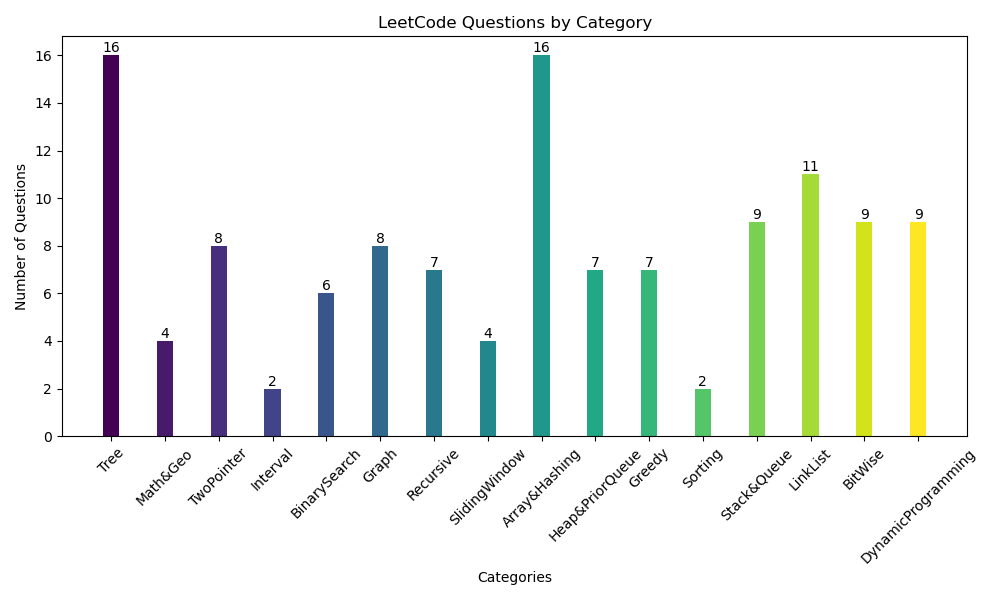 LeetCode Questions by Category
Number of Questions
16
14
12
10
8
6
4
2
0
16
4
8
2
6
8
7
4
16
7
7
2
9
11
9
9
Tree
Math&Geo
TwoPointer
Interval
BinarySearch
Graph
Recursive
SlidingWindow
Array&Hashing
Heap&PriorQueue
Greedy
Sorting
Stack&Queue
LinkList
BitWise
DynamicProgramming
Categories